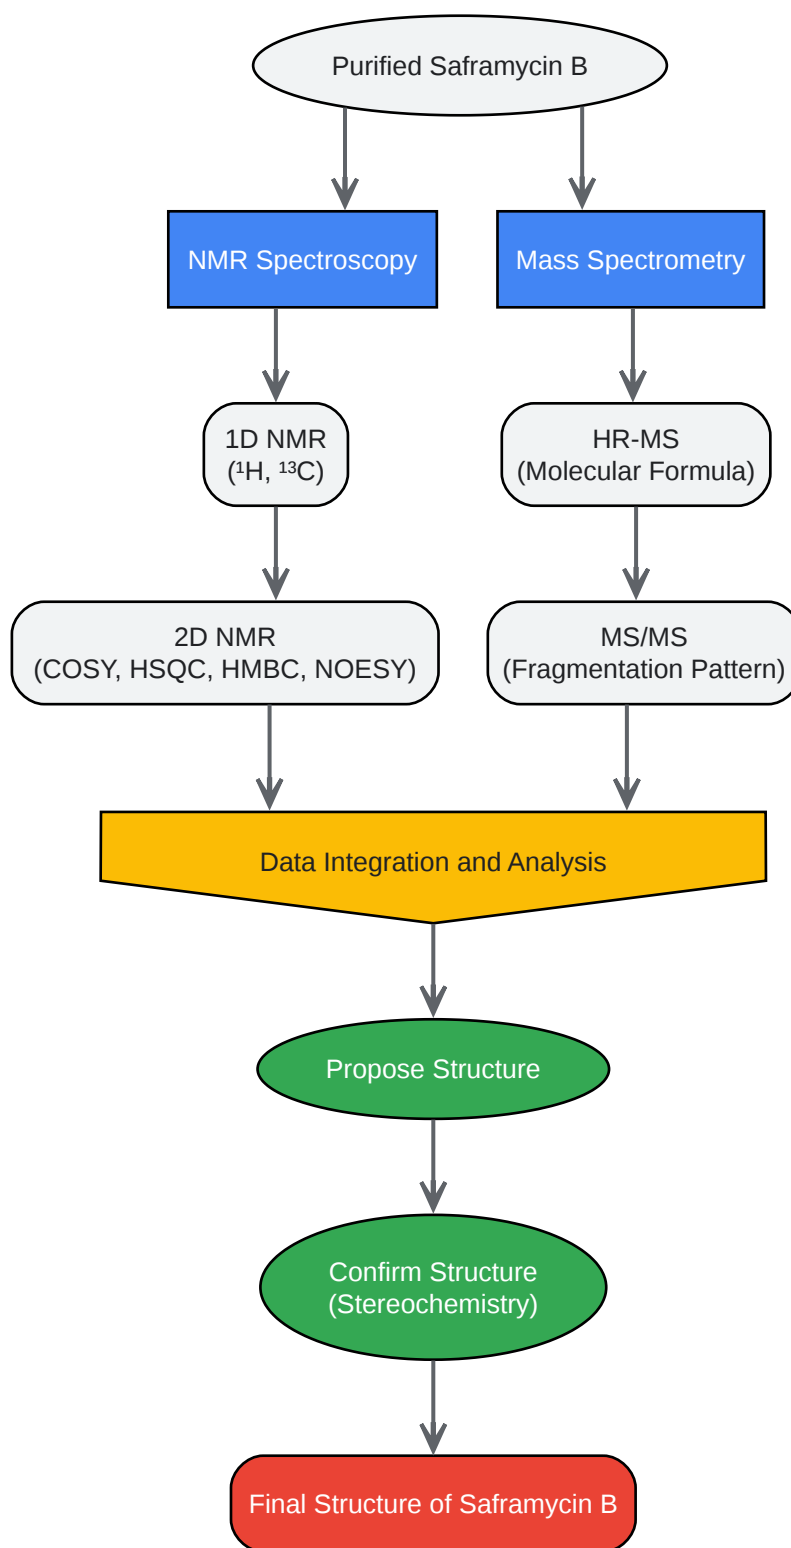 Purified Saframycin B
NMR Spectroscopy
Mass Spectrometry
1D NMR
(¹H, ¹³C)
HR-MS
(Molecular Formula)
2D NMR
(COSY, HSQC, HMBC, NOESY)
MS/MS
(Fragmentation Pattern)
Data Integration and Analysis
Propose Structure
Confirm Structure
(Stereochemistry)
Final Structure of Saframycin B